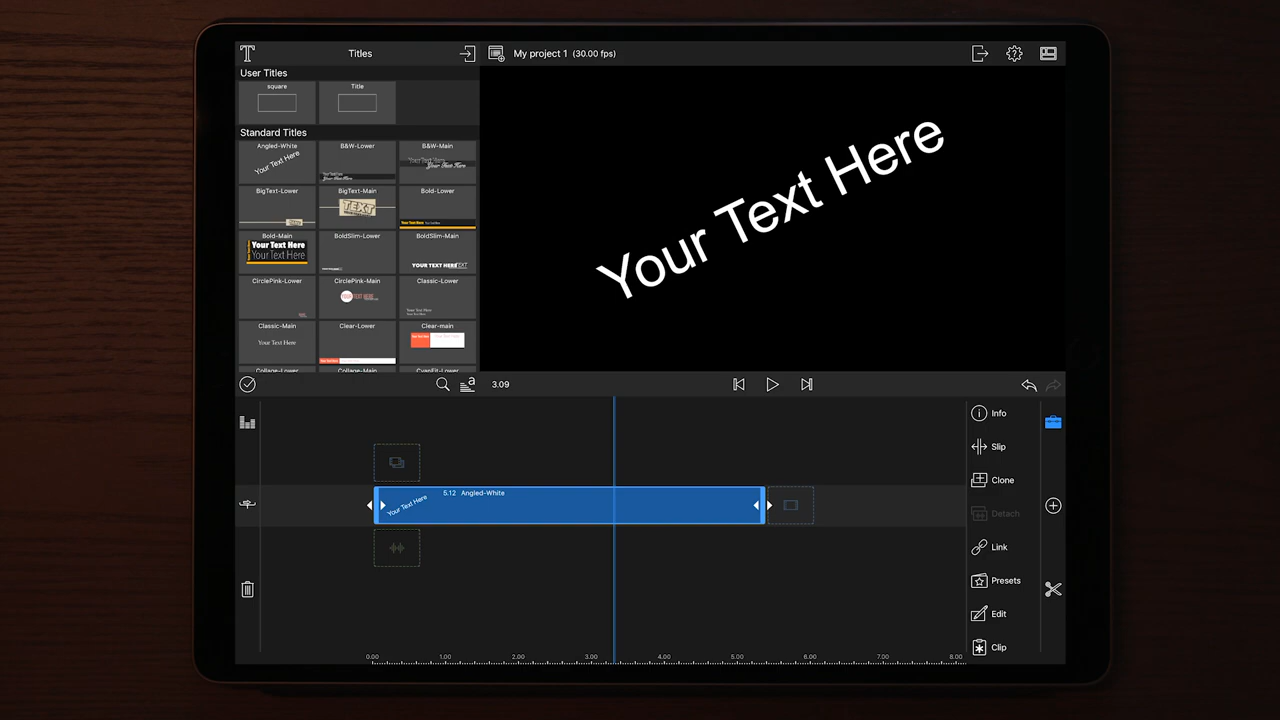 Titles
My project 1 (30.00 fps)
User Titles
square
Title
Standard Titles
Angled-White
B&W-Lower
B&W-Main
Your Text Here
BigText-Lower
BigText-Main
Bold-Lower
TEXT
Bold-Main
BoldSlim-Lower
BoldSlim-Main
Your Text Here
Your Text Here
YOUR TEXT HERE
CirclePink-Lower
CirclePink-Main
Classic-Lower
Classic-Main
Clear-Lower
Clear-main
Your Text Here
Your Text Here
3.09
Info
Slip
Clone
Detach
Link
Presets
Edit
Clip
5.12 Angled-White
Your Text Here
0.00
1.00
2.00
3.00
4.00
5.00
6.00
7.00
8.00